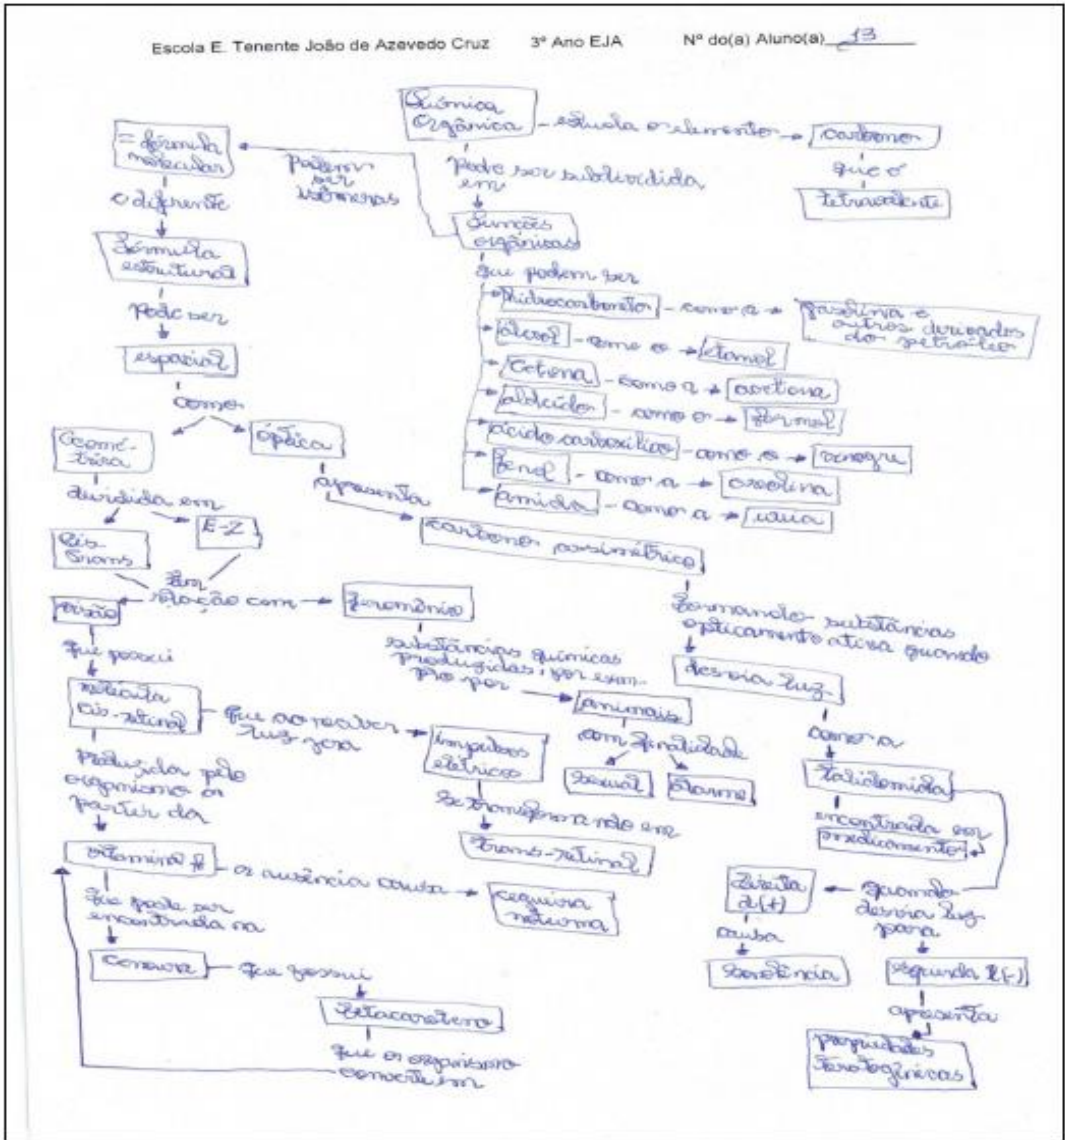 Escola E. Tenente João de Azevedo Cruz 3º Ano EJA Nº do(a) Aluno(a) 13
Química
Orgânica
estuda o elemento
carbono
que é
tetravalente
pode ser subdividida
em
funções
orgânicas
podem
ser
isômeras
= fórmula
molecular
e diferente
fórmula
estrutural
pode ser
espacial
como
Geomé-
trica
óptica
que podem ser
hidrocarboneto
como a
gasolina e
outros derivados
do petróleo
álcool
como o
etanol
cetona
como a
acetona
aldeído
como o
formol
ácido carboxílico
como o
vinagre
fenol
como a
creolina
amida
como a
uréia
dividida em
Cis
Trans
E-Z
tem
relação com
visão
feromônio
apresenta
carbono assimétrico
formando substâncias
opticamente ativa quando
desvia luz
como a
talidomida
encontrada em
medicamento
quando
desvia luz
para
direita
d(+)
causa
sonolência
esquerda l(-)
apresenta
propriedades
teratogênicas
substâncias químicas
produzidas, por exem-
plo por
animais
com finalidade
sexual
alarme
que possui
molécula
cis-retinal
que ao receber
luz gera
impulsos
elétricos
se transformando em
trans-retinal
produzida pelo
organismo a
partir da
vitamina A
a ausência causa
cegueira
noturna
que pode ser
encontrada na
cenoura
que possui
betacaroteno
que o organismo
converte em